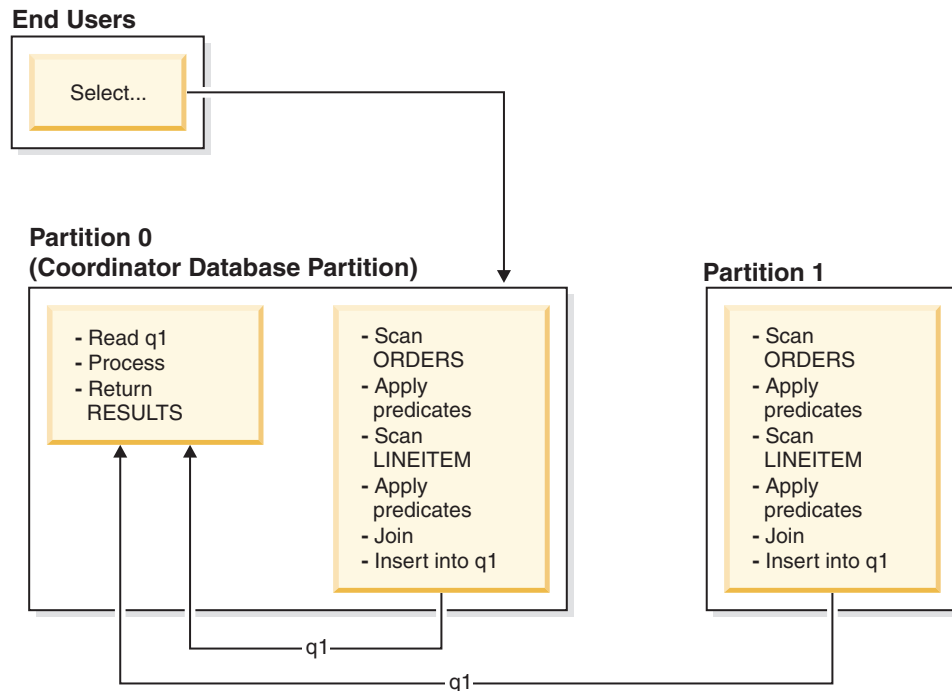 End Users
Select...
Partition 0
(Coordinator Database Partition)
- Read q1
- Process
- Return
RESULTS
- Scan
ORDERS
- Apply
predicates
- Scan
LINEITEM
- Apply
predicates
- Join
- Insert into q1
Partition 1
- Scan
ORDERS
- Apply
predicates
- Scan
LINEITEM
- Apply
predicates
- Join
- Insert into q1
q1
q1